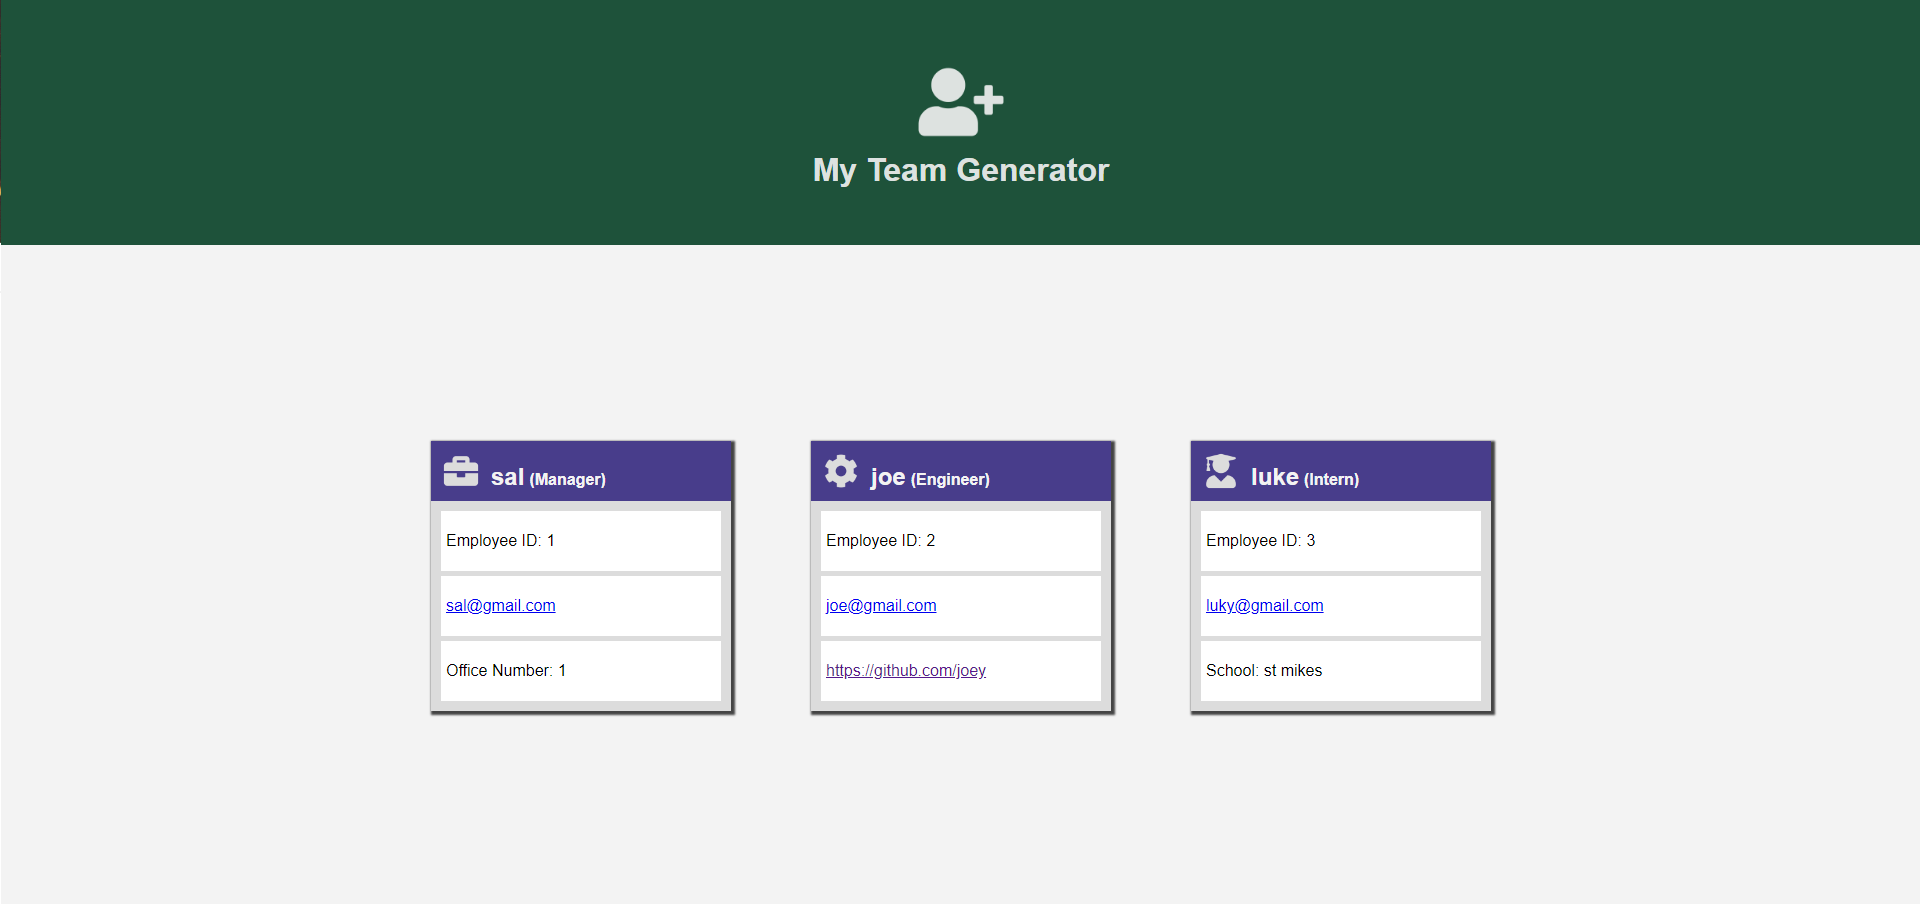 My Team Generator
sal (Manager)
Employee ID: 1
sal@gmail.com
Office Number: 1
joe (Engineer)
Employee ID: 2
joe@gmail.com
https://github.com/joey
luke (Intern)
Employee ID: 3
luky@gmail.com
School: st mikes